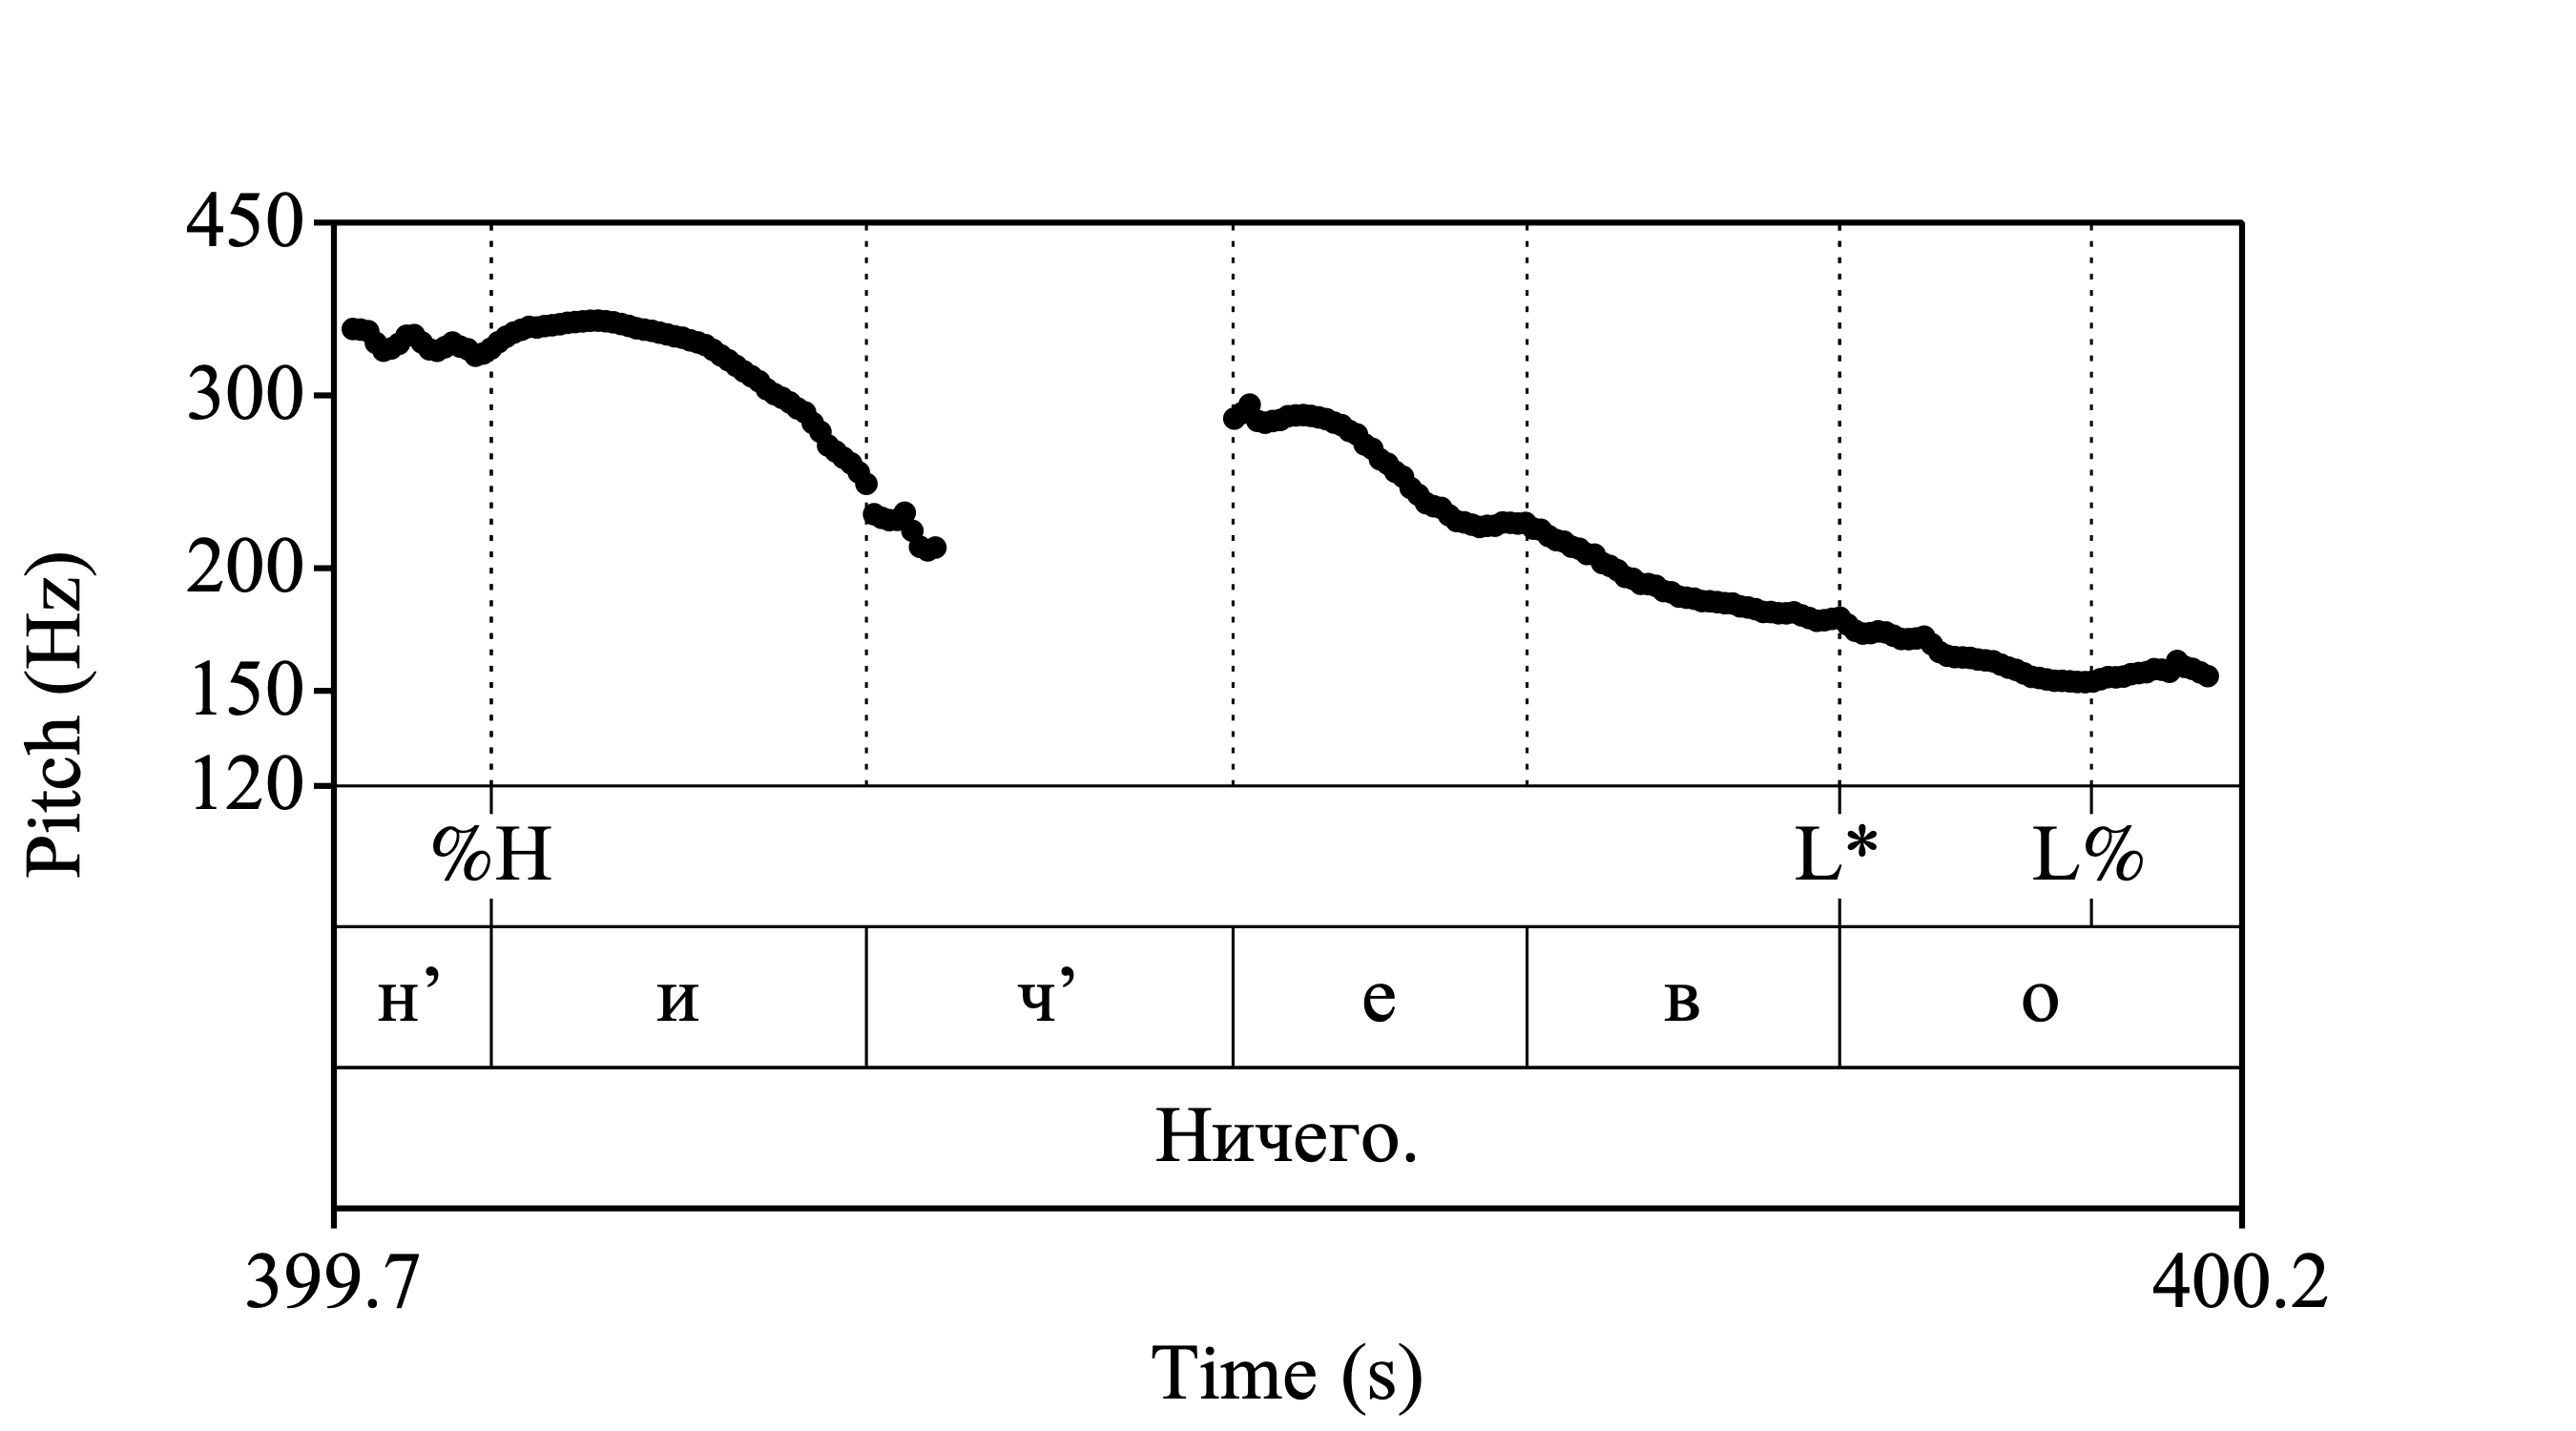 450
300
200
150
120
Pitch (Hz)
%H L* L%
н’ и ч’ е в о
Ничего.
399.7 400.2
Time (s)